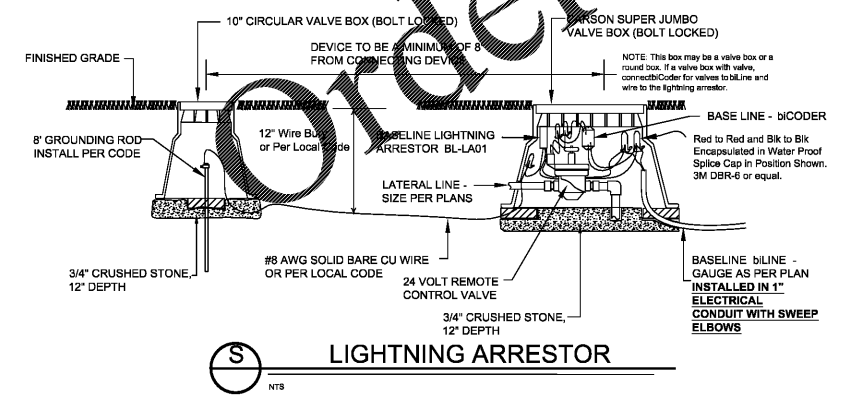 10" CIRCULAR VALVE BOX (BOLT LOCKED)
CARSON SUPER JUMBO
VALVE BOX (BOLT LOCKED)
DEVICE TO BE A MINIMUM OF 8'
FROM CONNECTING DEVICE
FINISHED GRADE
NOTE: This box may be a valve box or a
round box. If a valve box with valve,
connectbiCoder for valves to biLine and
wire to the lightning arrestor.
8' GROUNDING ROD
INSTALL PER CODE
12" Wire Bury
or Per Local Code
BASELINE LIGHTNING
ARRESTOR BL-LA01
BASE LINE - biCODER
Red to Red and Blk to Blk
Encapsulated in Water Proof
Splice Cap in Position Shown.
3M DBR-6 or equal.
LATERAL LINE -
SIZE PER PLANS
3/4" CRUSHED STONE,
12" DEPTH
#8 AWG SOLID BARE CU WIRE
OR PER LOCAL CODE
24 VOLT REMOTE
CONTROL VALVE
3/4" CRUSHED STONE,
12" DEPTH
BASELINE biLINE -
GAUGE AS PER PLAN
INSTALLED IN 1"
ELECTRICAL
CONDUIT WITH SWEEP
ELBOWS
S
LIGHTNING ARRESTOR
NTS
Order